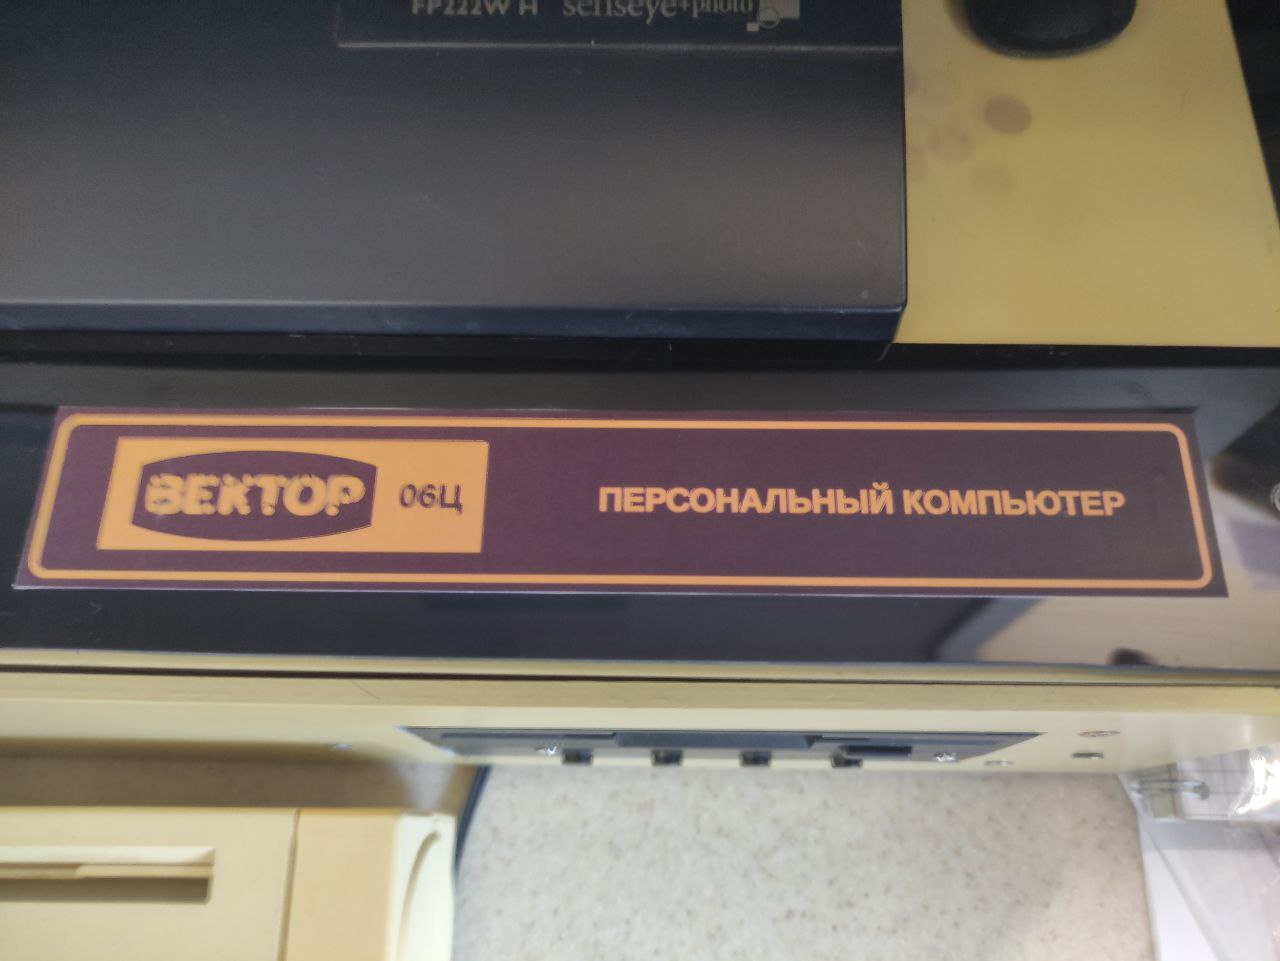 FP222W H senseye+photo
ВЕКТОР 06Ц ПЕРСОНАЛЬНЫЙ КОМПЬЮТЕР